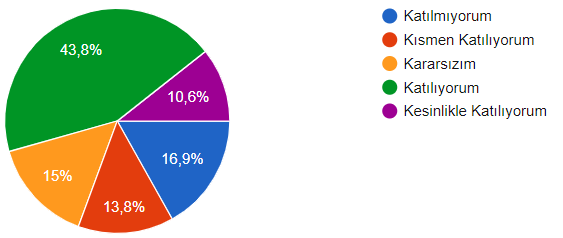 43,8%
10,6%
16,9%
15%
13,8%
Katılmıyorum
Kısmen Katılıyorum
Kararsızım
Katılıyorum
Kesinlikle Katılıyorum